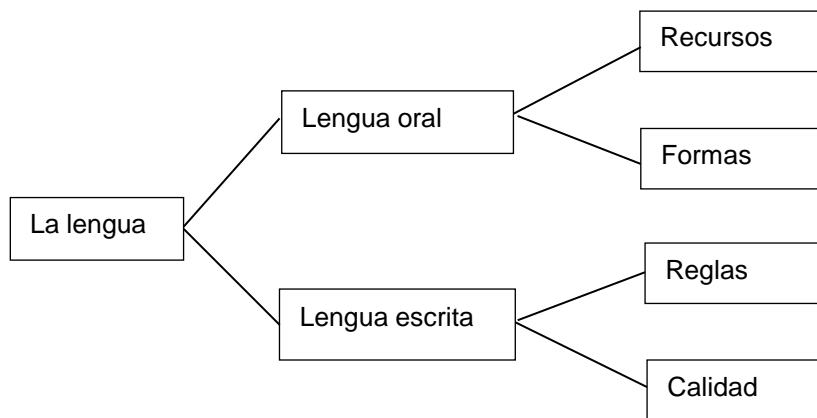 Recursos
Lengua oral
Formas
La lengua
Reglas
Lengua escrita
Calidad